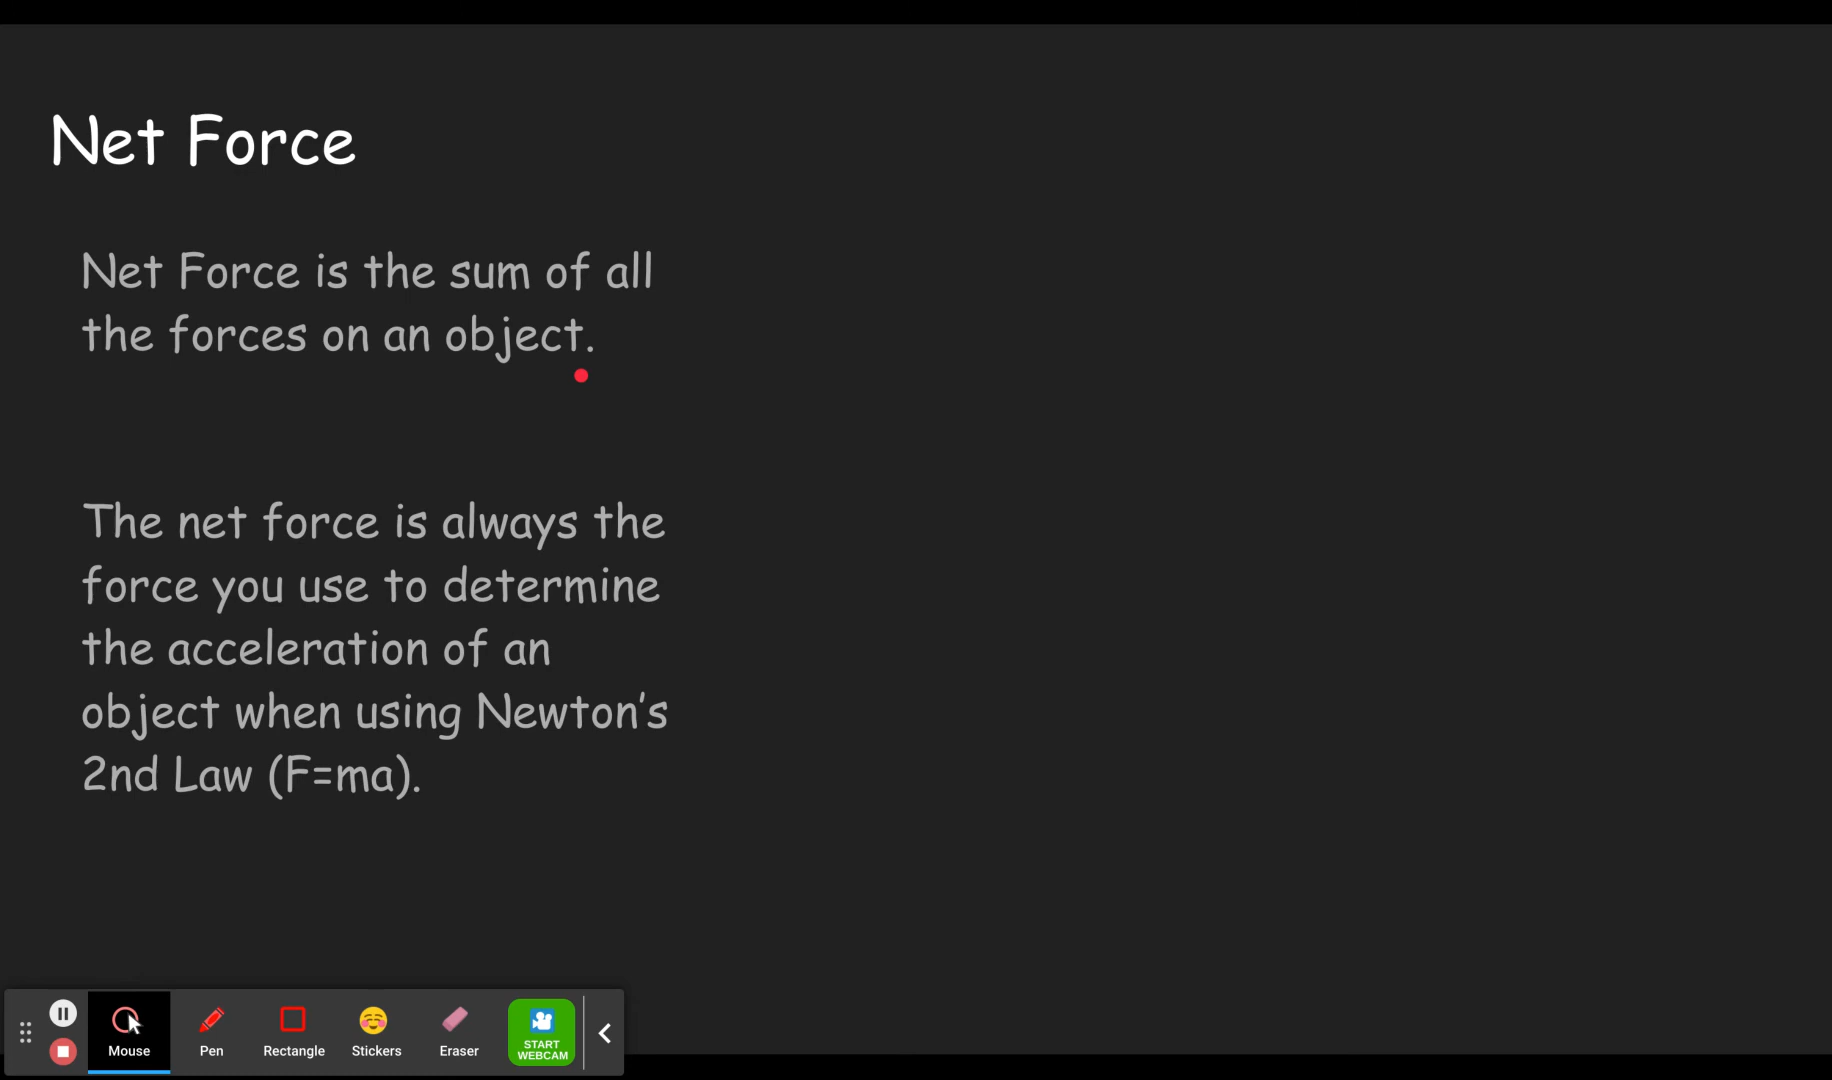 Net Force
Net Force is the sum of all
the forces on an object.
The net force is always the
force you use to determine
the acceleration of an
object when using Newton’s
2nd Law (F=ma).
Mouse
Pen
Rectangle
Stickers
Eraser
START
WEBCAM